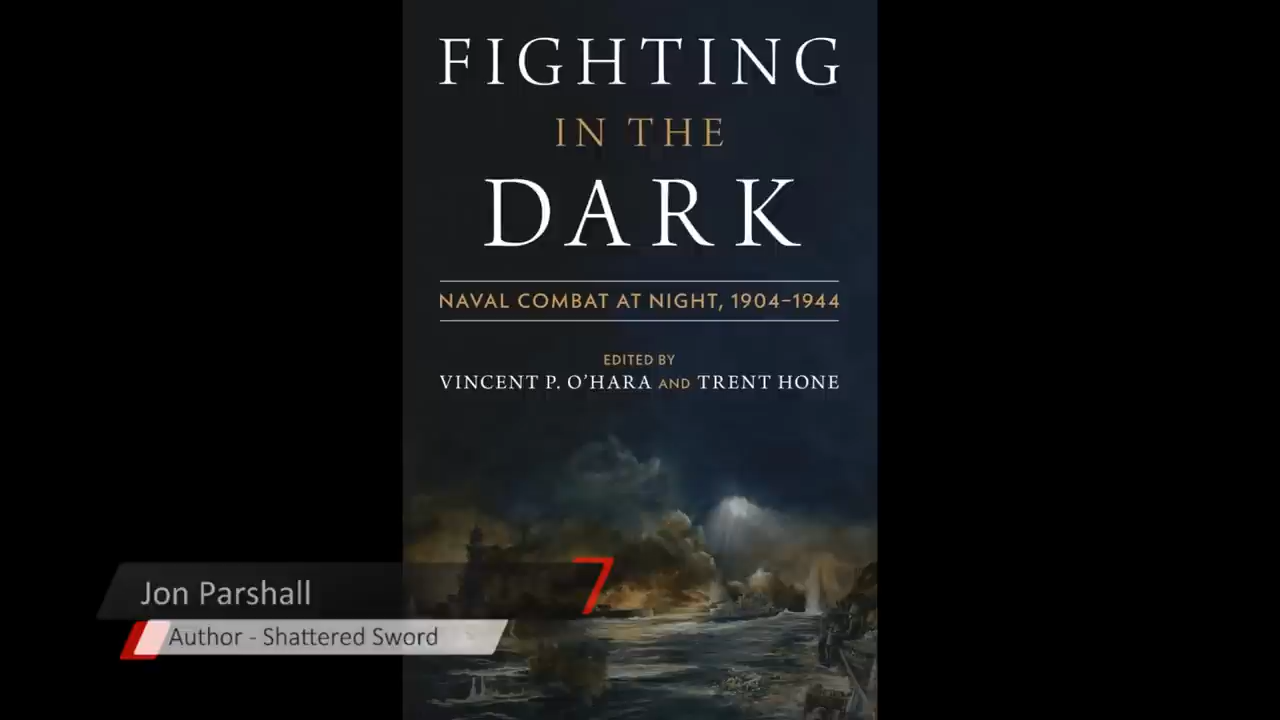 FIGHTING
IN THE
DARK
NAVAL COMBAT AT NIGHT, 1904–1944
EDITED BY
VINCENT P. O'HARA AND TRENT HONE
Jon Parshall
Author - Shattered Sword